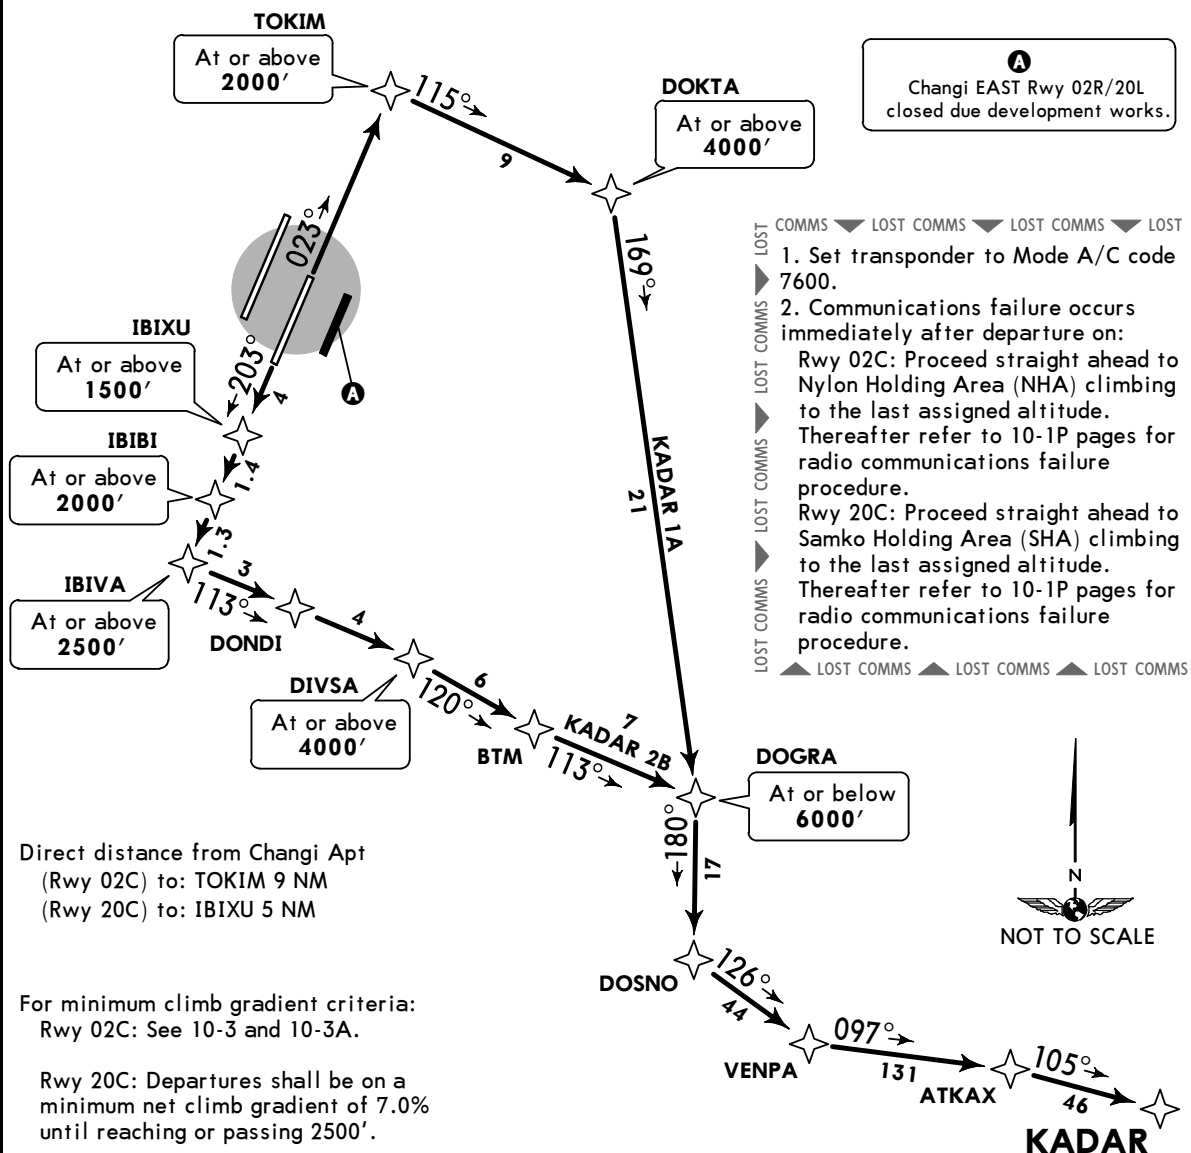 TOKIM
At or above
2000′
115°
9
DOKTA
At or above
4000′
A
Changi EAST Rwy 02R/20L
closed due development works.
023°
169°
KADAR 1A
21
IBIXU
At or above
1500′
203°
4
A
IBIBI
At or above
2000′
1.4
1.3
IBIVA
At or above
2500′
3
113°
DONDI
4
DIVSA
At or above
4000′
6
120°
BTM
7
KADAR 2B
113°
DOGRA
At or below
6000′
180°
17
DOSNO
126°
44
VENPA
097°
131
ATKAX
105°
46
KADAR
LOST COMMS LOST COMMS LOST COMMS LOST
LOST COMMS LOST COMMS LOST COMMS LOST
1. Set transponder to Mode A/C code
7600.
2. Communications failure occurs
immediately after departure on:
Rwy 02C: Proceed straight ahead to
Nylon Holding Area (NHA) climbing
to the last assigned altitude.
Thereafter refer to 10-1P pages for
radio communications failure
procedure.
Rwy 20C: Proceed straight ahead to
Samko Holding Area (SHA) climbing
to the last assigned altitude.
Thereafter refer to 10-1P pages for
radio communications failure
procedure.
LOST COMMS LOST COMMS LOST COMMS
N
NOT TO SCALE
Direct distance from Changi Apt
(Rwy 02C) to: TOKIM 9 NM
(Rwy 20C) to: IBIXU 5 NM
For minimum climb gradient criteria:
Rwy 02C: See 10-3 and 10-3A.
Rwy 20C: Departures shall be on a
minimum net climb gradient of 7.0%
until reaching or passing 2500′.